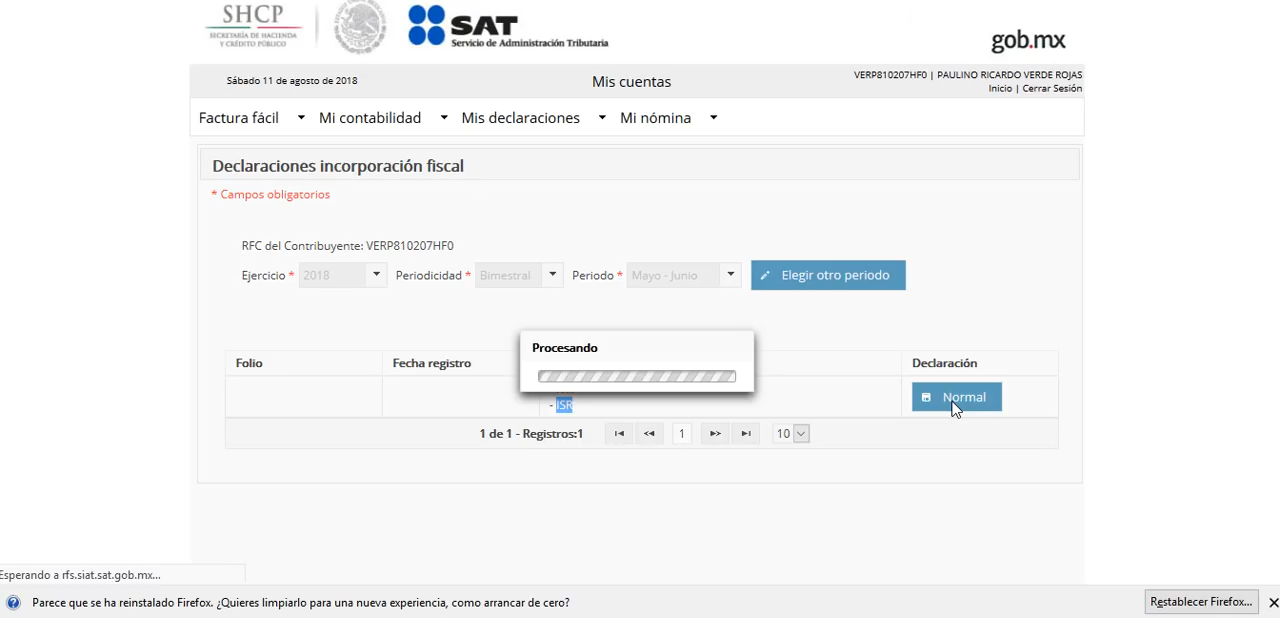 SHCP
SECRETARÍA DE HACIENDA
Y CRÉDITO PÚBLICO
SAT
Servicio de Administración Tributaria
gob.mx
Sábado 11 de agosto de 2018
Mis cuentas
VERP810207HF0 | PAULINO RICARDO VERDE ROJAS
Inicio | Cerrar Sesión
Factura fácil Mi contabilidad Mis declaraciones Mi nómina
Declaraciones incorporación fiscal
* Campos obligatorios
RFC del Contribuyente: VERP810207HF0
Ejercicio * 2018 Periodicidad * Bimestral Periodo * Mayo - Junio Elegir otro periodo
Procesando
Folio Fecha registro Declaración
- ISR Normal
1 de 1 - Registros:1 1 10
Esperando a rfs.siat.sat.gob.mx...
Parece que se ha reinstalado Firefox. ¿Quieres limpiarlo para una nueva experiencia, como arrancar de cero? Restablecer Firefox...